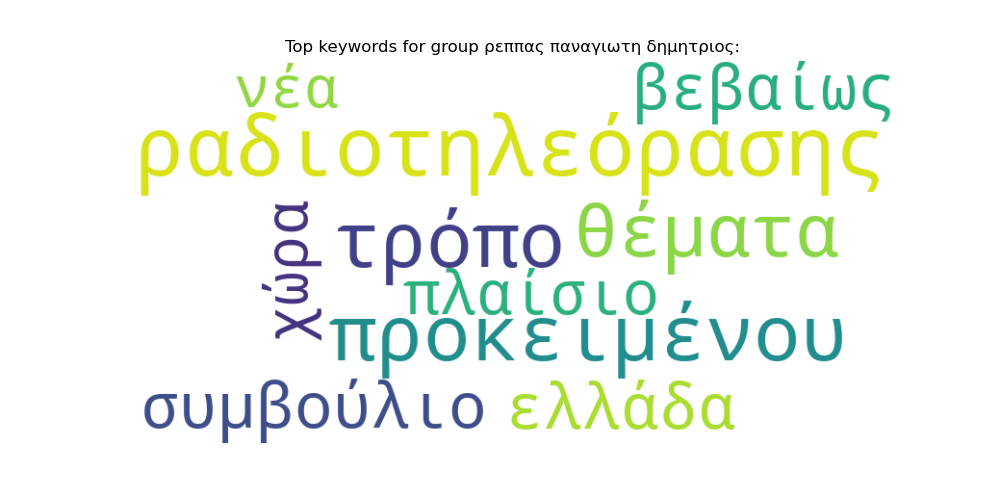 Top keywords for group ρεππας παναγιωτη δημητριος:
νέα βεβαίως
ραδιοτηλεόρασης
χώρα τρόπο θέματα
πλαίσιο
προκειμένου
συμβούλιο ελλάδα